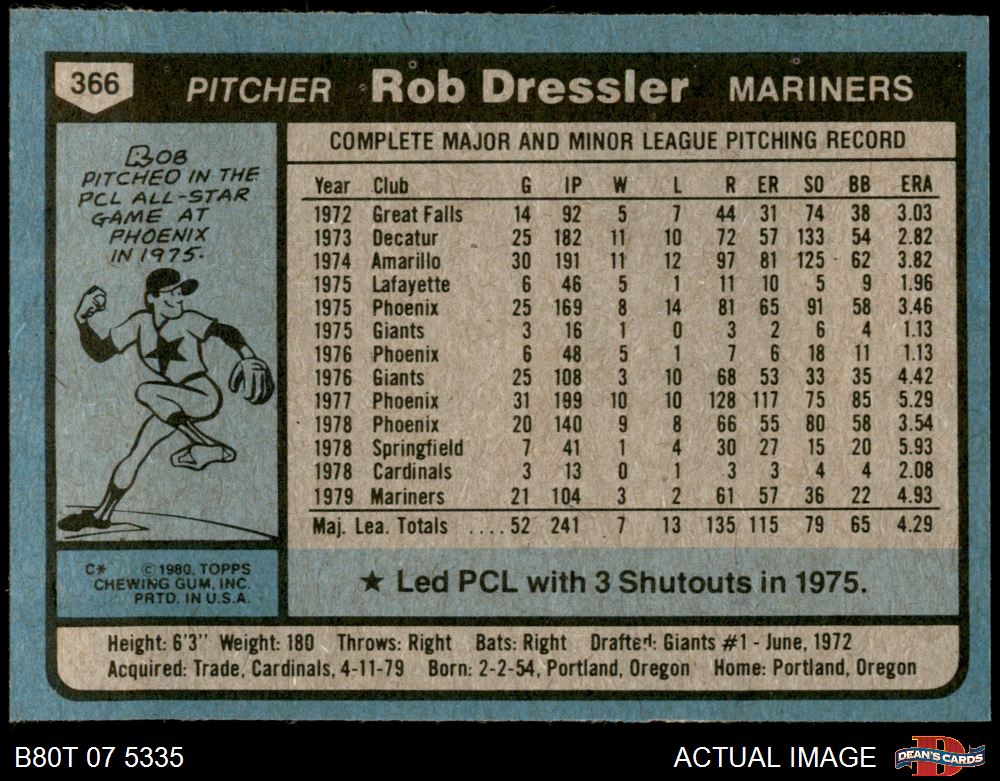 366 PITCHER Rob Dressler MARINERS
BOB
PITCHED IN THE
PCL ALL-STAR
GAME AT
PHOENIX
IN 1975.
COMPLETE MAJOR AND MINOR LEAGUE PITCHING RECORD
Year Club G IP W L R ER SO BB ERA
1972 Great Falls 14 92 5 7 44 31 74 38 3.03
1973 Decatur 25 182 11 10 72 57 133 54 2.82
1974 Amarillo 30 191 11 12 97 81 125 62 3.82
1975 Lafayette 6 46 5 1 11 10 5 9 1.96
1975 Phoenix 25 169 8 14 81 65 91 58 3.46
1975 Giants 3 16 1 0 3 2 6 4 1.13
1976 Phoenix 6 48 5 1 7 6 18 11 1.13
1976 Giants 25 108 3 10 68 53 33 35 4.42
1977 Phoenix 31 199 10 10 128 117 75 85 5.29
1978 Phoenix 20 140 9 8 66 55 80 58 3.54
1978 Springfield 7 41 1 4 30 27 15 20 5.93
1978 Cardinals 3 13 0 1 3 3 4 4 2.08
1979 Mariners 21 104 3 2 61 57 36 22 4.93
Maj. Lea. Totals ....52 241 7 13 135 115 79 65 4.29
C* © 1980, TOPPS
CHEWING GUM, INC.
PRTD. IN U.S.A.
★ Led PCL with 3 Shutouts in 1975.
Height: 6'3" Weight: 180 Throws: Right Bats: Right Drafted: Giants #1 - June, 1972
Acquired: Trade, Cardinals, 4-11-79 Born: 2-2-54, Portland, Oregon Home: Portland, Oregon
B80T 07 5335 ACTUAL IMAGE
D
DEAN'S CARDS